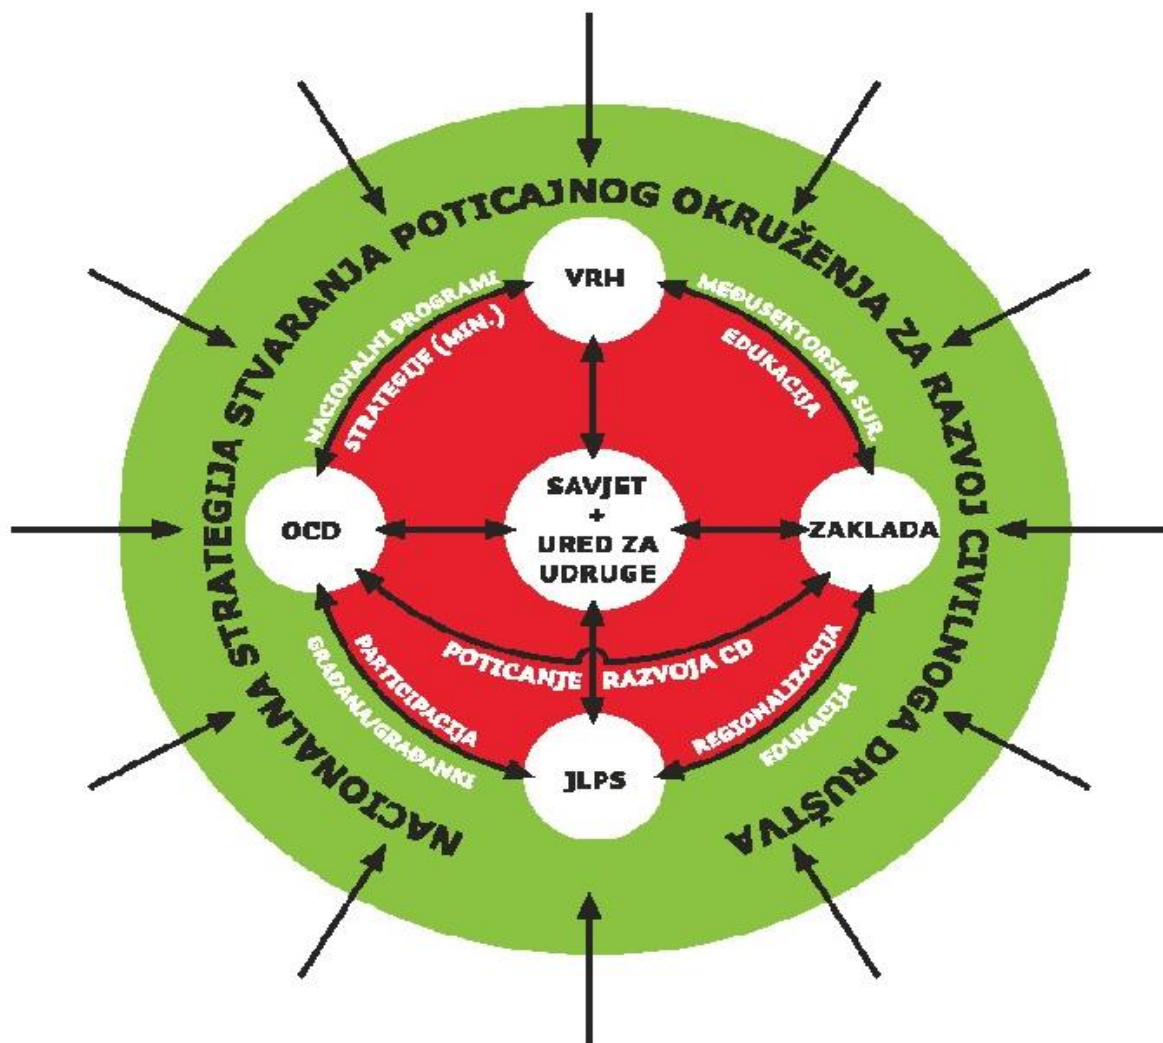 NACIONALNA STRATEGIJA STVARANJA POTICAJNOG OKRUŽENJA ZA RAZVOJ CIVILNOGA DRUŠTVA
VRH
NACIONALNI PROGRAMI
STRATEGIJE (MIN.)
MEĐUSEKTORSKA SUR.
EDUKACIJA
OCD
SAVJET
+
URED ZA
UDRUGE
ZAKLADA
POTICANJE RAZVOJA CD
PARTICIPACIJA
GRAĐANA/GRAĐANKI
REGIONALIZACIJA
EDUKACIJA
JLPS